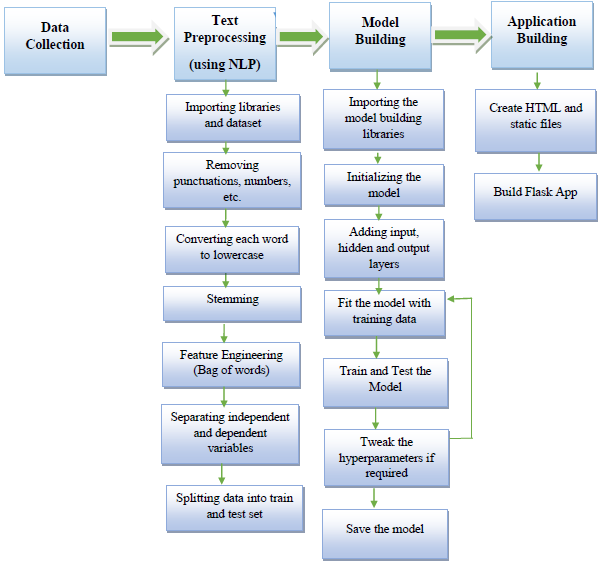 Data
Collection
Text
Preprocessing
(using NLP)
Model
Building
Application
Building
Importing libraries
and dataset
Removing
punctuations, numbers,
etc.
Converting each word
to lowercase
Stemming
Feature Engineering
(Bag of words)
Separating independent
and dependent
variables
Splitting data into train
and test set
Importing the
model building
libraries
Initializing the
model
Adding input,
hidden and output
layers
Fit the model with
training data
Train and Test the
Model
Tweak the
hyperparameters if
required
Save the model
Create HTML and
static files
Build Flask App